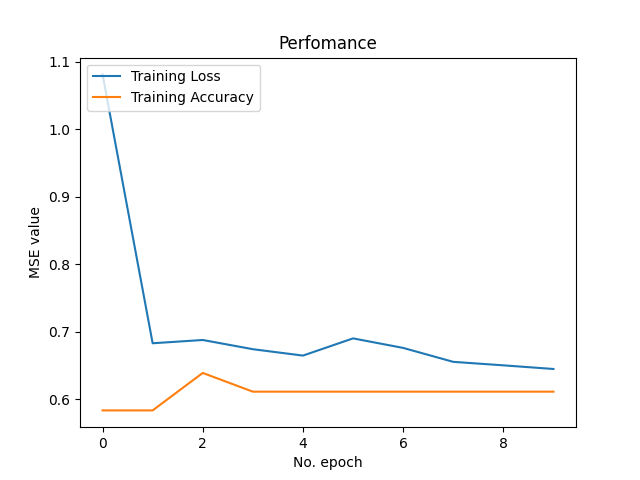 Perfomance
Training Loss
Training Accuracy
MSE value
1.1
1.0
0.9
0.8
0.7
0.6
0 2 4 6 8
No. epoch